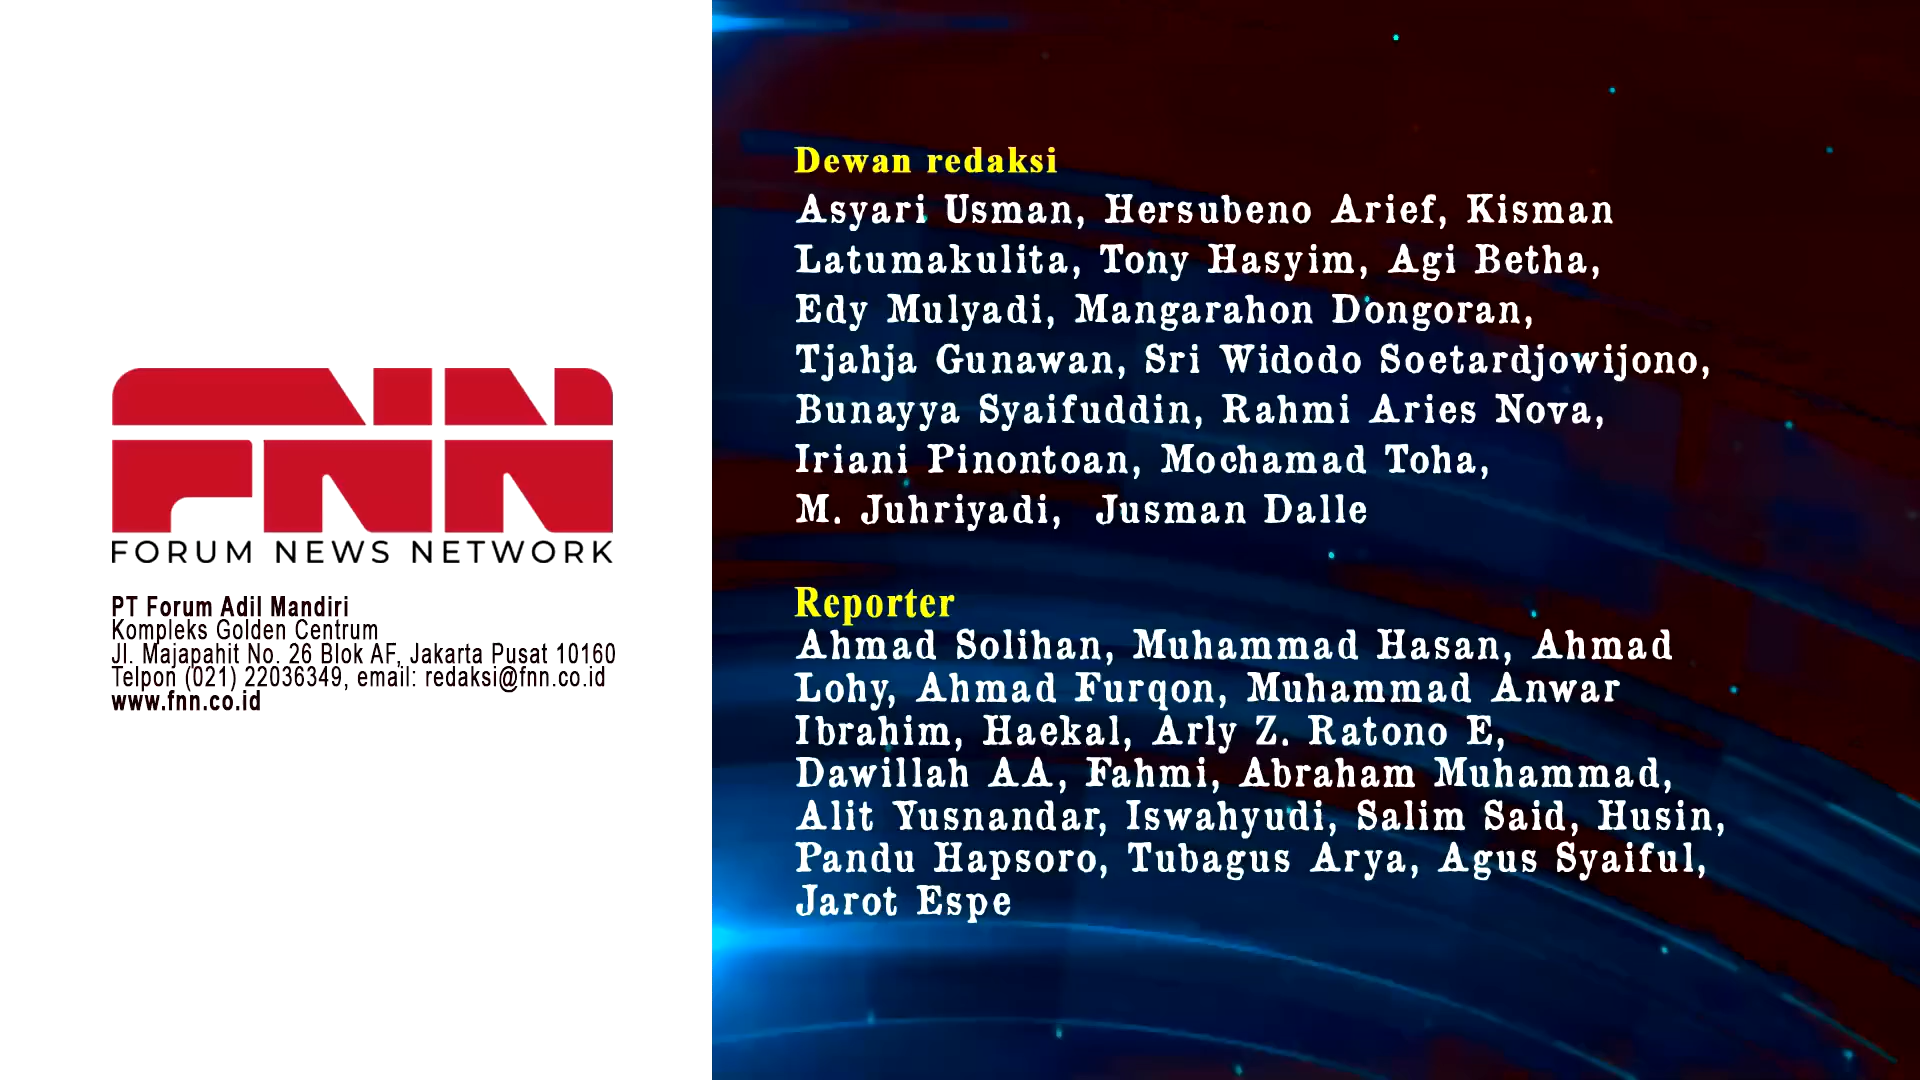 FNN
FORUM NEWS NETWORK
PT Forum Adil Mandiri
Kompleks Golden Centrum
Jl. Majapahit No. 26 Blok AF, Jakarta Pusat 10160
Telpon (021) 22036349, email: redaksi@fnn.co.id
www.fnn.co.id
Dewan redaksi
Asyari Usman, Hersubeno Arief, Kisman
Latumakulita, Tony Hasyim, Agi Betha,
Edy Mulyadi, Mangarahon Dongoran,
Tjahja Gunawan, Sri Widodo Soetardjowijono,
Bunayya Syaifuddin, Rahmi Aries Nova,
Iriani Pinontoan, Mochamad Toha,
M. Juhriyadi, Jusman Dalle
Reporter
Ahmad Solihan, Muhammad Hasan, Ahmad
Lohy, Ahmad Furqon, Muhammad Anwar
Ibrahim, Haekal, Arly Z. Ratono E,
Dawillah AA, Fahmi, Abraham Muhammad,
Alit Yusnandar, Iswahyudi, Salim Said, Husin,
Pandu Hapsoro, Tubagus Arya, Agus Syaiful,
Jarot Espe